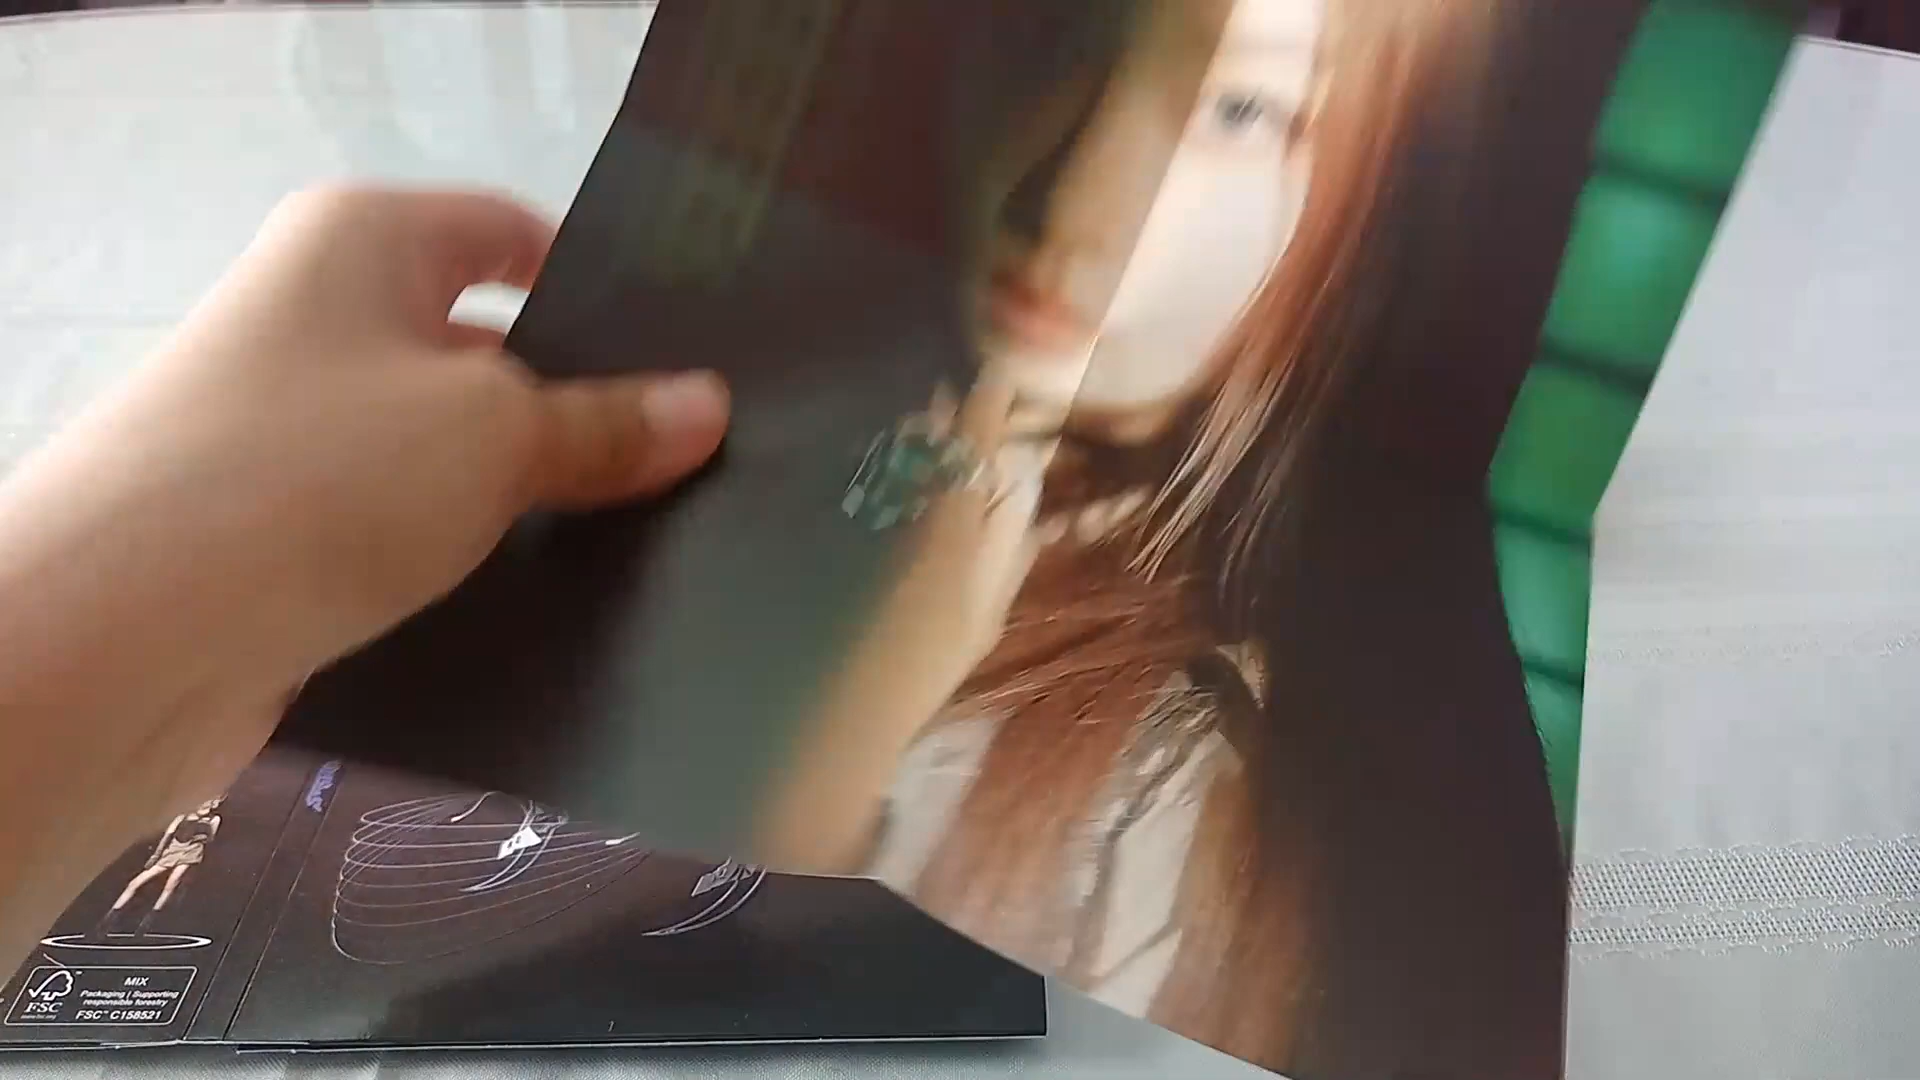 MIX
Packaging | Supporting
responsible forestry
FSC™ C158521
FSC